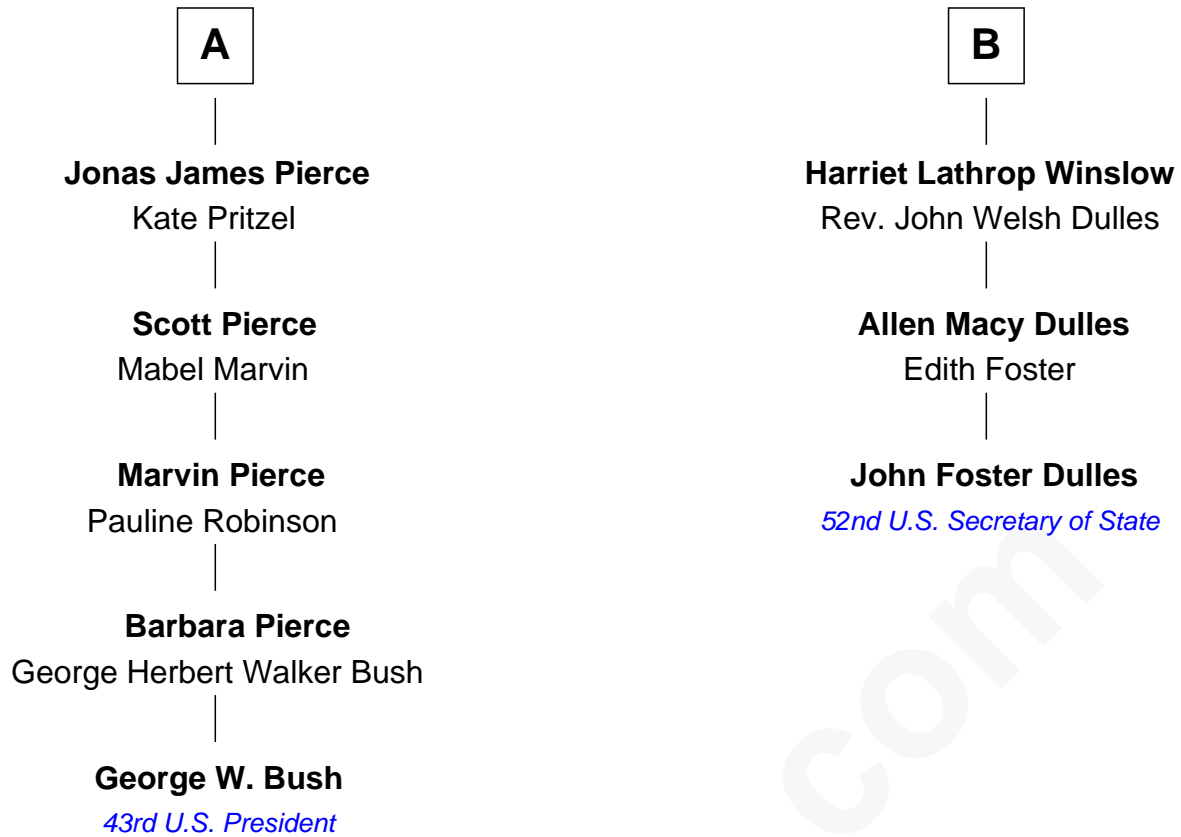 A
Jonas James Pierce
Kate Pritzel
Scott Pierce
Mabel Marvin
Marvin Pierce
Pauline Robinson
Barbara Pierce
George Herbert Walker Bush
George W. Bush
43rd U.S. President
B
Harriet Lathrop Winslow
Rev. John Welsh Dulles
Allen Macy Dulles
Edith Foster
John Foster Dulles
52nd U.S. Secretary of State
com